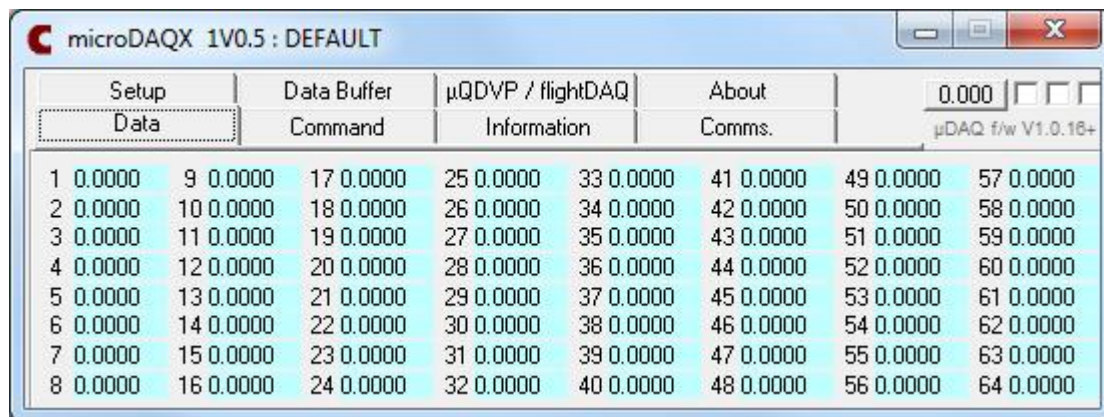 microDAQX 1V0.5 : DEFAULT
Setup Data Buffer µQDVP / flightDAQ About 0.000
Data Command Information Comms. µDAQ f/w V1.0.16+
1 0.0000 9 0.0000 17 0.0000 25 0.0000 33 0.0000 41 0.0000 49 0.0000 57 0.0000
2 0.0000 10 0.0000 18 0.0000 26 0.0000 34 0.0000 42 0.0000 50 0.0000 58 0.0000
3 0.0000 11 0.0000 19 0.0000 27 0.0000 35 0.0000 43 0.0000 51 0.0000 59 0.0000
4 0.0000 12 0.0000 20 0.0000 28 0.0000 36 0.0000 44 0.0000 52 0.0000 60 0.0000
5 0.0000 13 0.0000 21 0.0000 29 0.0000 37 0.0000 45 0.0000 53 0.0000 61 0.0000
6 0.0000 14 0.0000 22 0.0000 30 0.0000 38 0.0000 46 0.0000 54 0.0000 62 0.0000
7 0.0000 15 0.0000 23 0.0000 31 0.0000 39 0.0000 47 0.0000 55 0.0000 63 0.0000
8 0.0000 16 0.0000 24 0.0000 32 0.0000 40 0.0000 48 0.0000 56 0.0000 64 0.0000